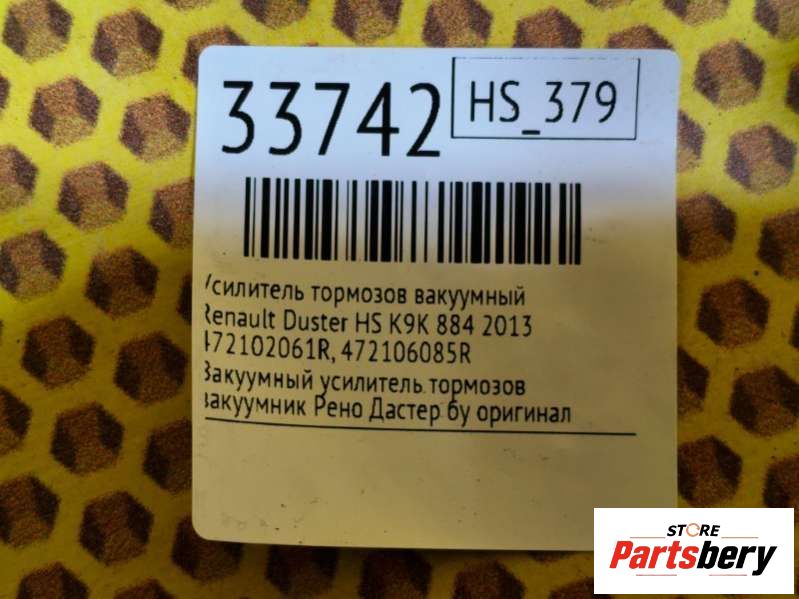 33742
HS_379
Усилитель тормозов вакуумный
Renault Duster HS K9K 884 2013
472102061R, 472106085R
Вакуумный усилитель тормозов
вакуумник Рено Дастер бу оригинал
STORE
Partsbery